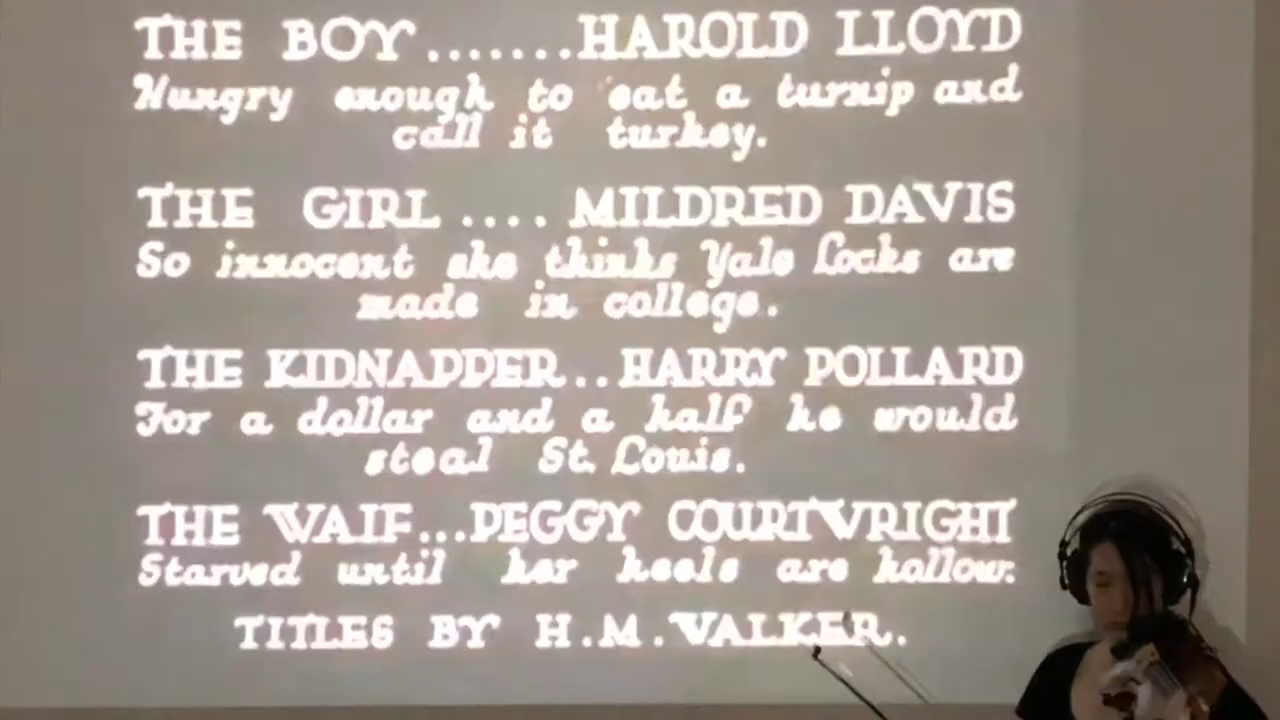 THE BOY.......HAROLD LLOYD
Hungry enough to eat a turnip and
call it turkey.
THE GIRL.... MILDRED DAVIS
So innocent she thinks Yale Locks are
made in college.
THE KIDNAPPER..HARRY POLLARD
For a dollar and a half he would
steal St. Louis.
THE WAIF...PEGGY COURTWRIGHT
Starved until her heels are hollow.
TITLES BY H.M.WALKER.